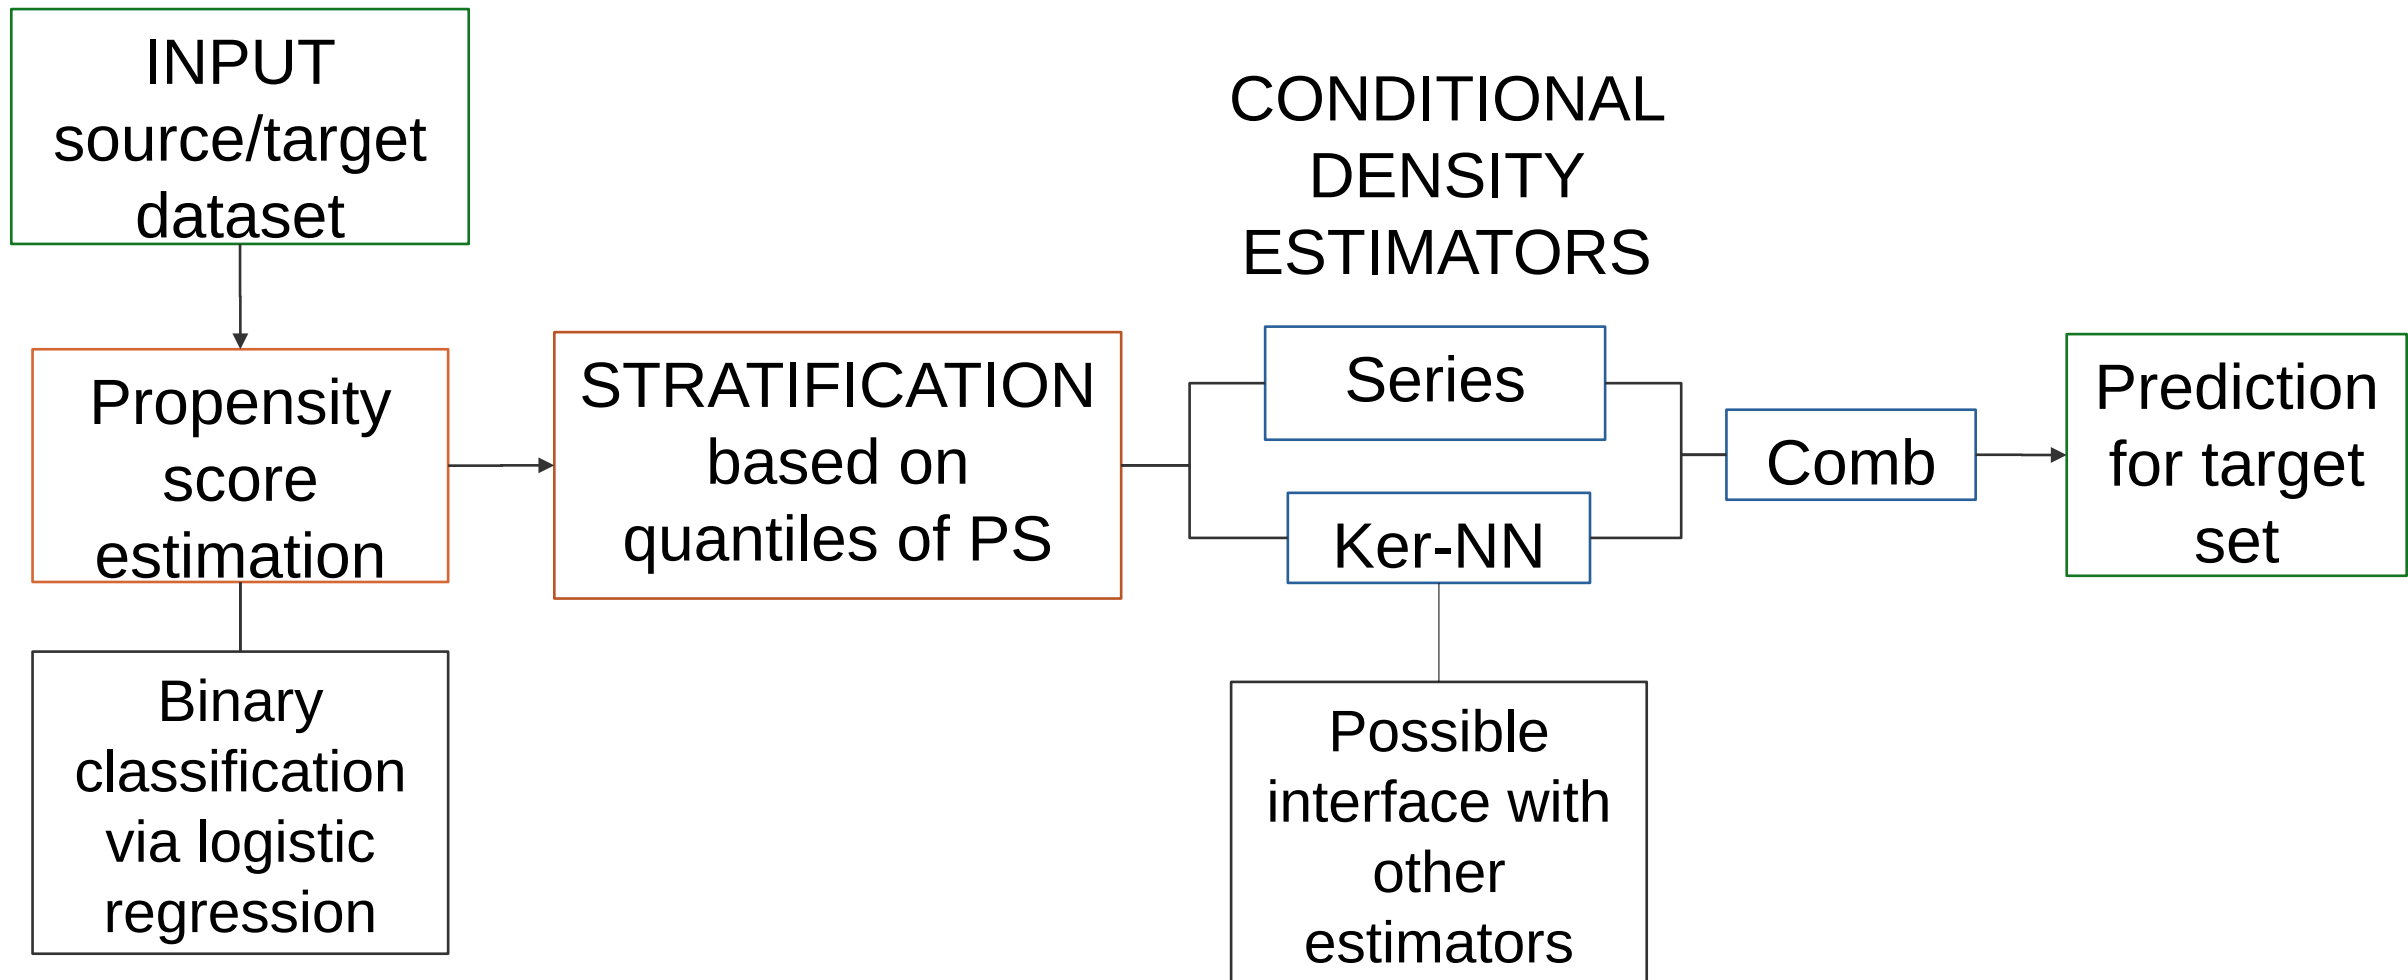 INPUT
source/target
dataset
Propensity
score
estimation
Binary
classification
via logistic
regression
STRATIFICATION
based on
quantiles of PS
CONDITIONAL
DENSITY
ESTIMATORS
Series
Ker-NN
Possible
interface with
other
estimators
Comb
Prediction
for target
set